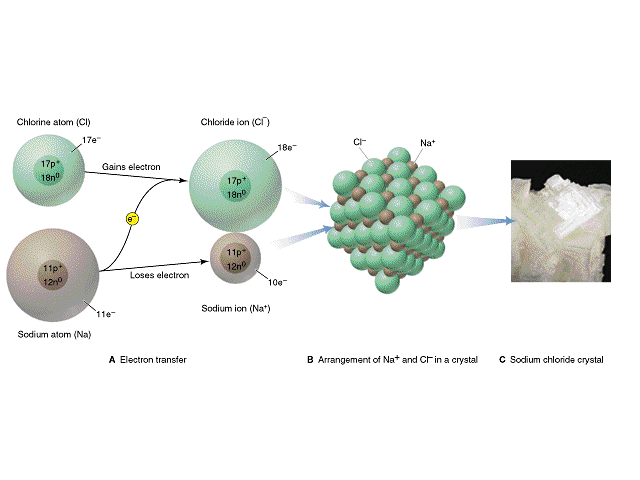 Chlorine atom (Cl)
17e⁻
17p⁺
18n⁰
Gains electron
Chloride ion (Cl⁻)
18e⁻
17p⁺
18n⁰
e⁻
11p⁺
12n⁰
11e⁻
Sodium atom (Na)
Loses electron
11p⁺
12n⁰
10e⁻
Sodium ion (Na⁺)
Cl⁻
Na⁺
A Electron transfer
B Arrangement of Na⁺ and Cl⁻ in a crystal
C Sodium chloride crystal